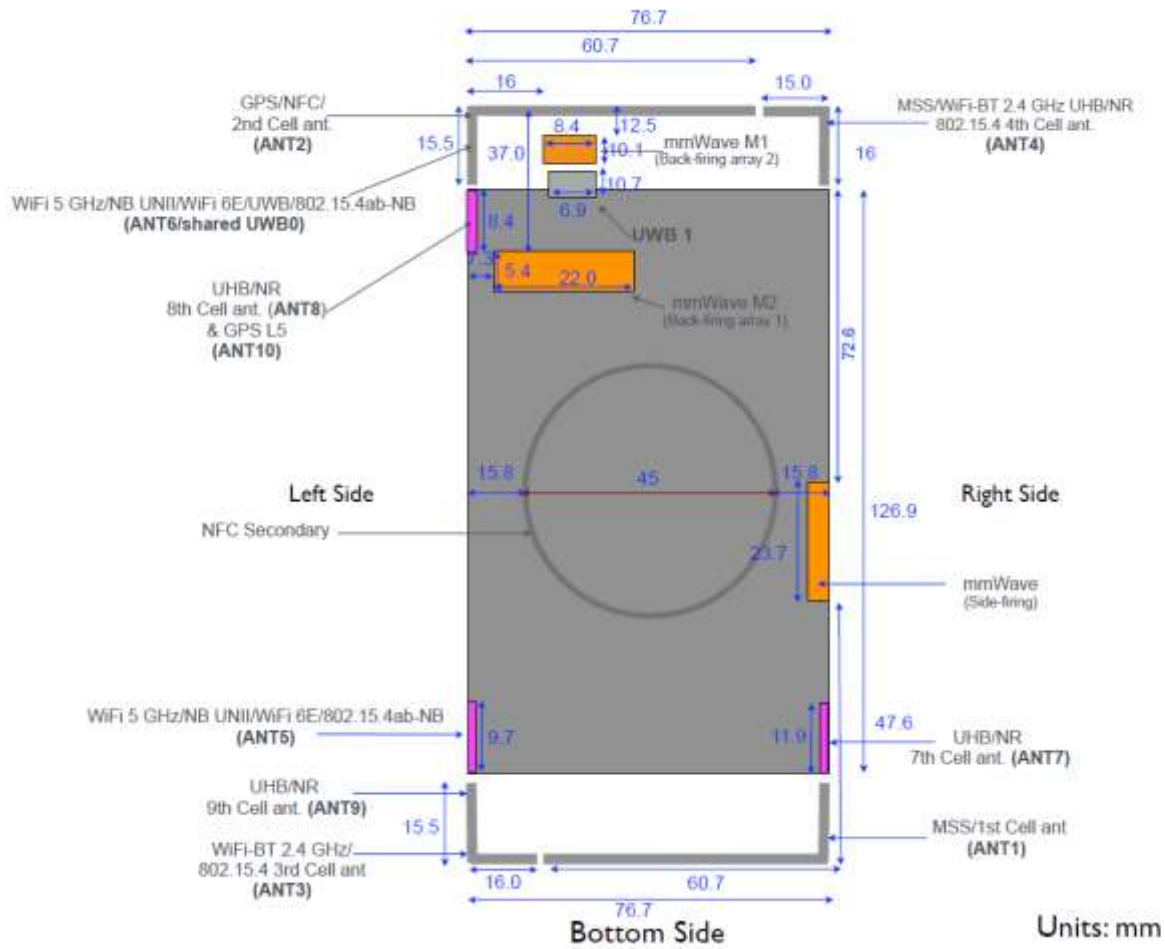 76.7
60.7
16
15.0
GPS/NFC/
2nd Cell ant.
(ANT2)
MSS/WiFi-BT 2.4 GHz UHB/NR
802.15.4 4th Cell ant.
(ANT4)
15.5
37.0
8.4
12.5
10.1
mmWave M1
(Back-firing array 2)
16
10.7
6.9
UWB 1
WiFi 5 GHz/NB UNII/WiFi 6E/UWB/802.15.4ab-NB
(ANT6/shared UWB0)
8.4
7.3
5.4
22.0
mmWave M2
(Back-firing array 1)
UHB/NR
8th Cell ant. (ANT8)
& GPS L5
(ANT10)
72.6
15.8
45
15.8
Left Side
Right Side
126.9
NFC Secondary
23.7
mmWave
(Side-firing)
WiFi 5 GHz/NB UNII/WiFi 6E/802.15.4ab-NB
(ANT5)
9.7
11.9
47.6
UHB/NR
7th Cell ant. (ANT7)
UHB/NR
9th Cell ant. (ANT9)
15.5
WiFi-BT 2.4 GHz/
802.15.4 3rd Cell ant
(ANT3)
MSS/1st Cell ant
(ANT1)
16.0
60.7
76.7
Bottom Side
Units: mm